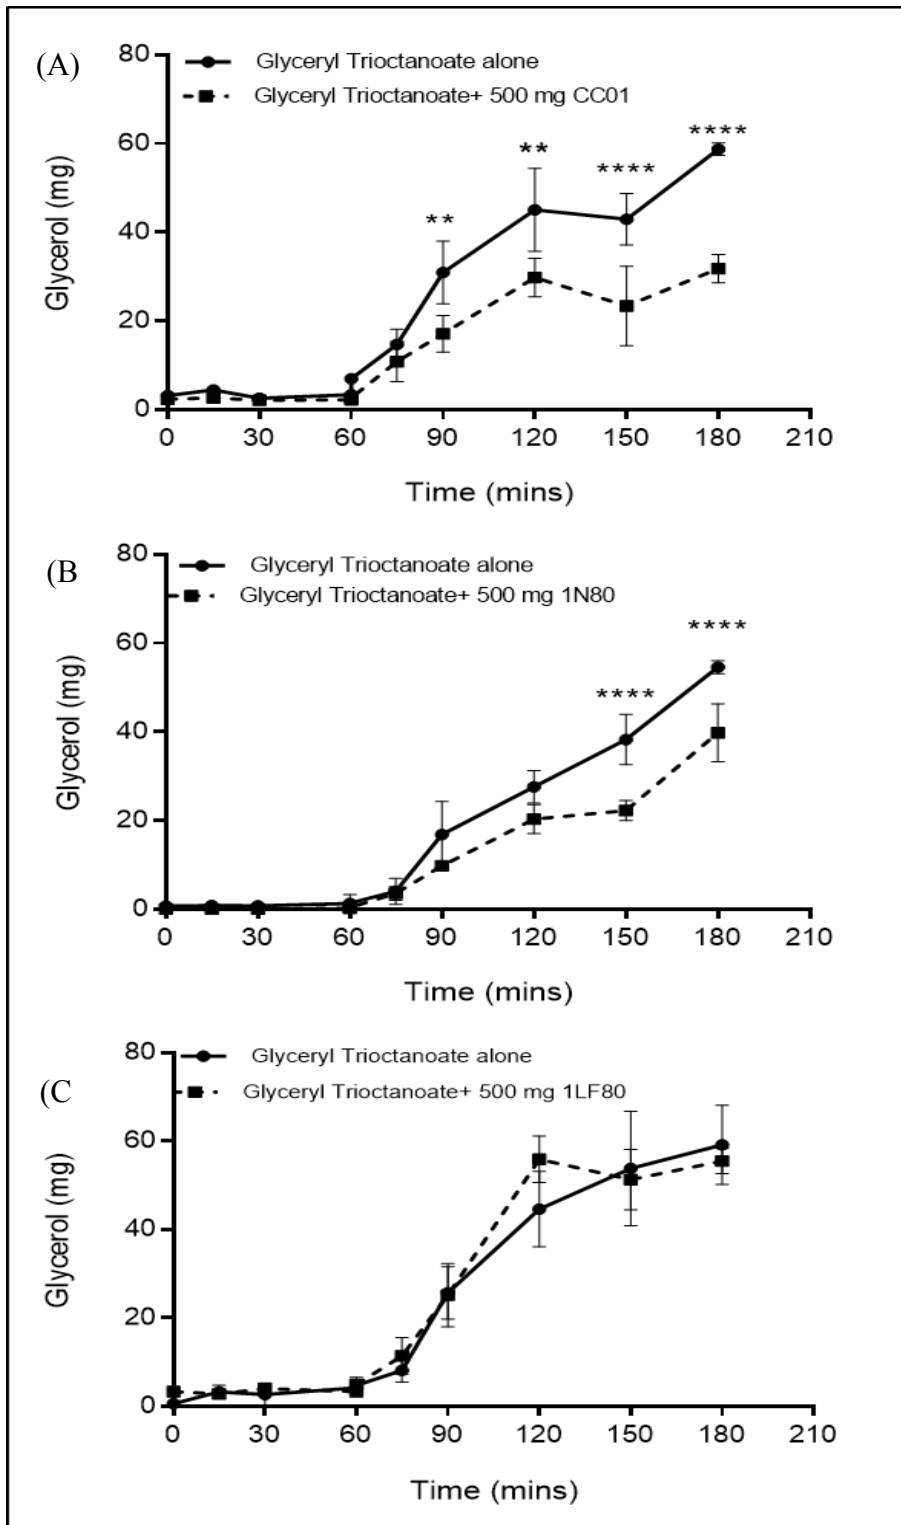 (A)
80
Glyceryl Trioctanoate alone
Glyceryl Trioctanoate+ 500 mg CC01
60
40
20
0
**
**
****
****
Glycerol (mg)
0 30 60 90 120 150 180 210
Time (mins)
(B)
80
Glyceryl Trioctanoate alone
Glyceryl Trioctanoate+ 500 mg 1N80
60
40
20
0
****
****
Glycerol (mg)
0 30 60 90 120 150 180 210
Time (mins)
(C
80
Glyceryl Trioctanoate alone
Glyceryl Trioctanoate+ 500 mg 1LF80
60
40
20
0
Glycerol (mg)
0 30 60 90 120 150 180 210
Time (mins)